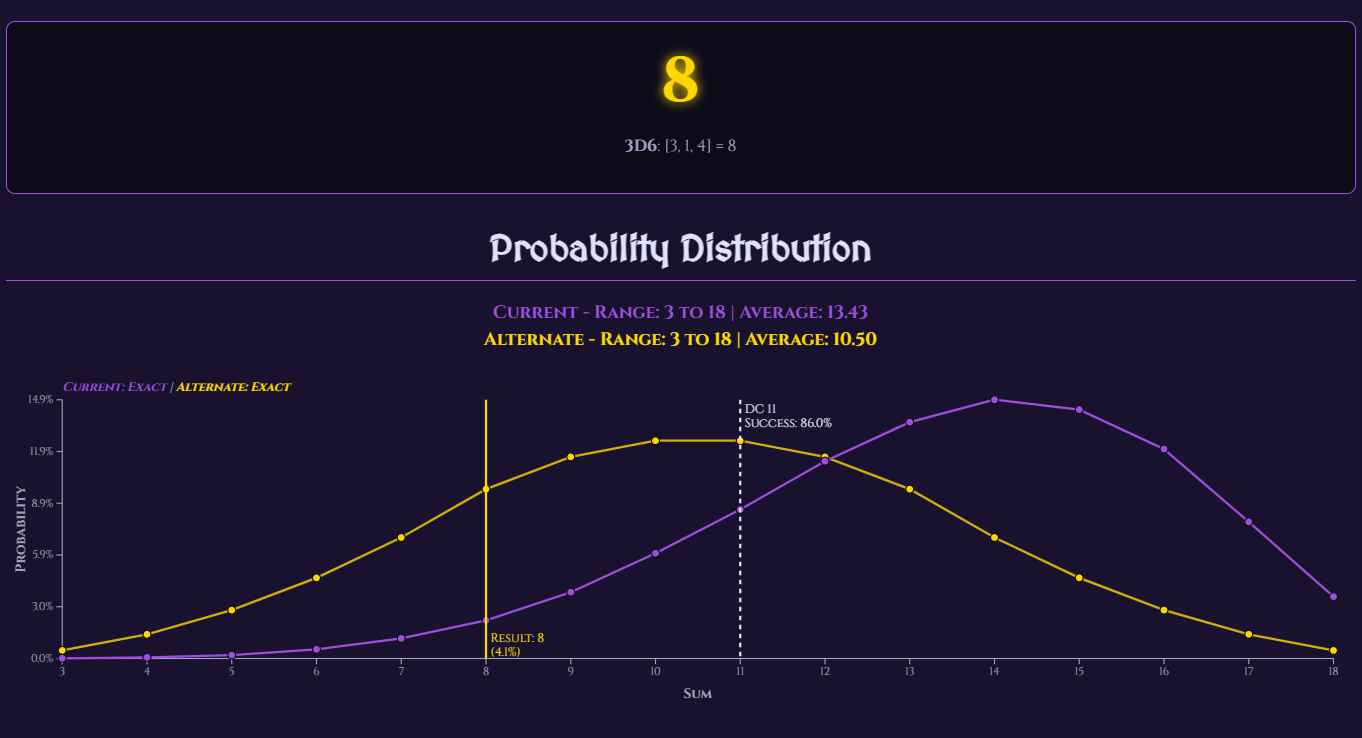 8
3D6: [3, 1, 4] = 8
Probability Distribution
Current - Range: 3 to 18 | Average: 13.43
Alternate - Range: 3 to 18 | Average: 10.50
Current: Exact | Alternate: Exact
14.9%
11.9%
8.9%
5.9%
3.0%
0.0%
Probability
DC 11
Success: 86.0%
Result: 8
(4.1%)
3 4 5 6 7 8 9 10 11 12 13 14 15 16 17 18
Sum